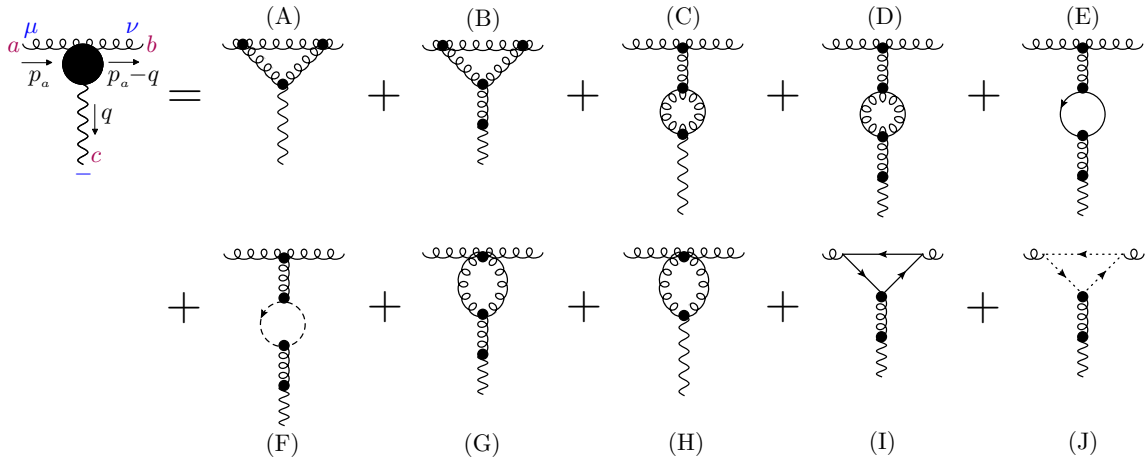 (A) (B) (C) (D) (E)
μ ν
a b
p_a p_a−q
= + + + +
q
c
−
+ + + + +
(F) (G) (H) (I) (J)